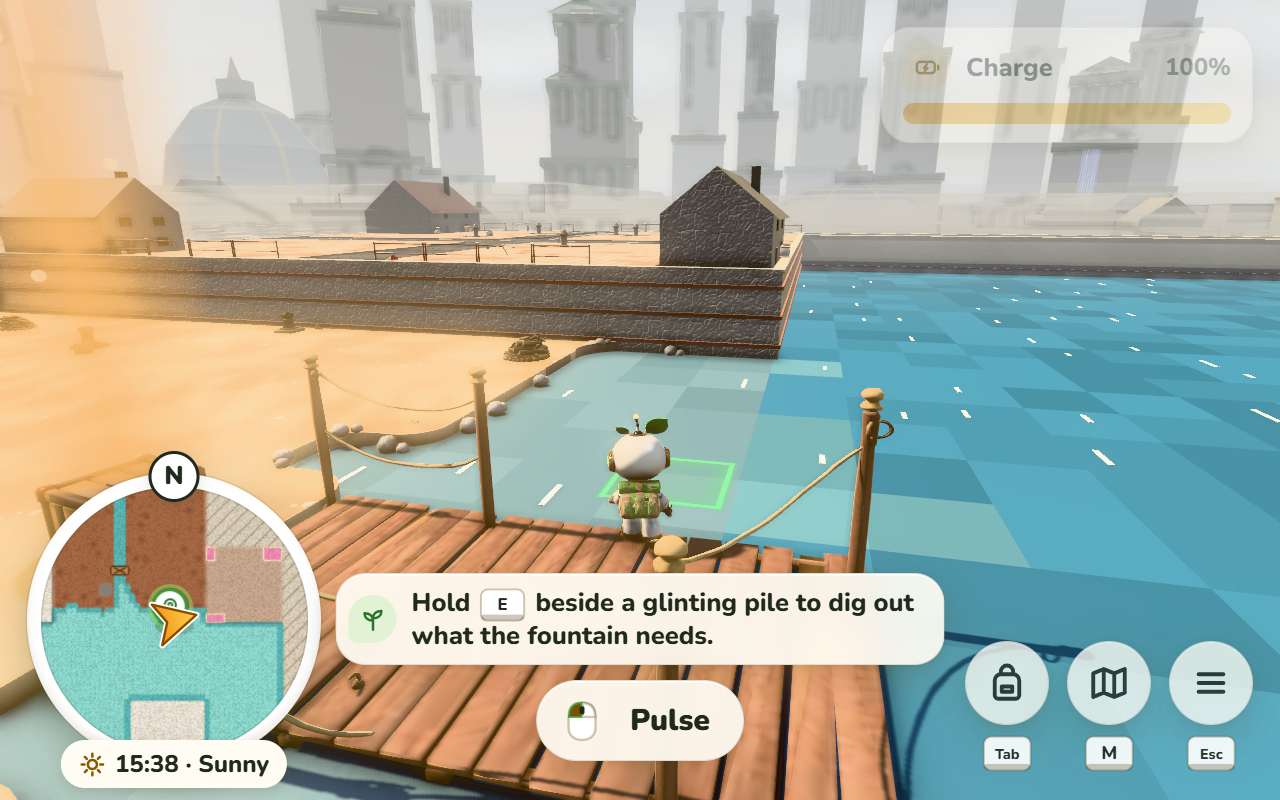 Charge 100%
N
Hold E beside a glinting pile to dig out
what the fountain needs.
Pulse
15:38 · Sunny
Tab M Esc